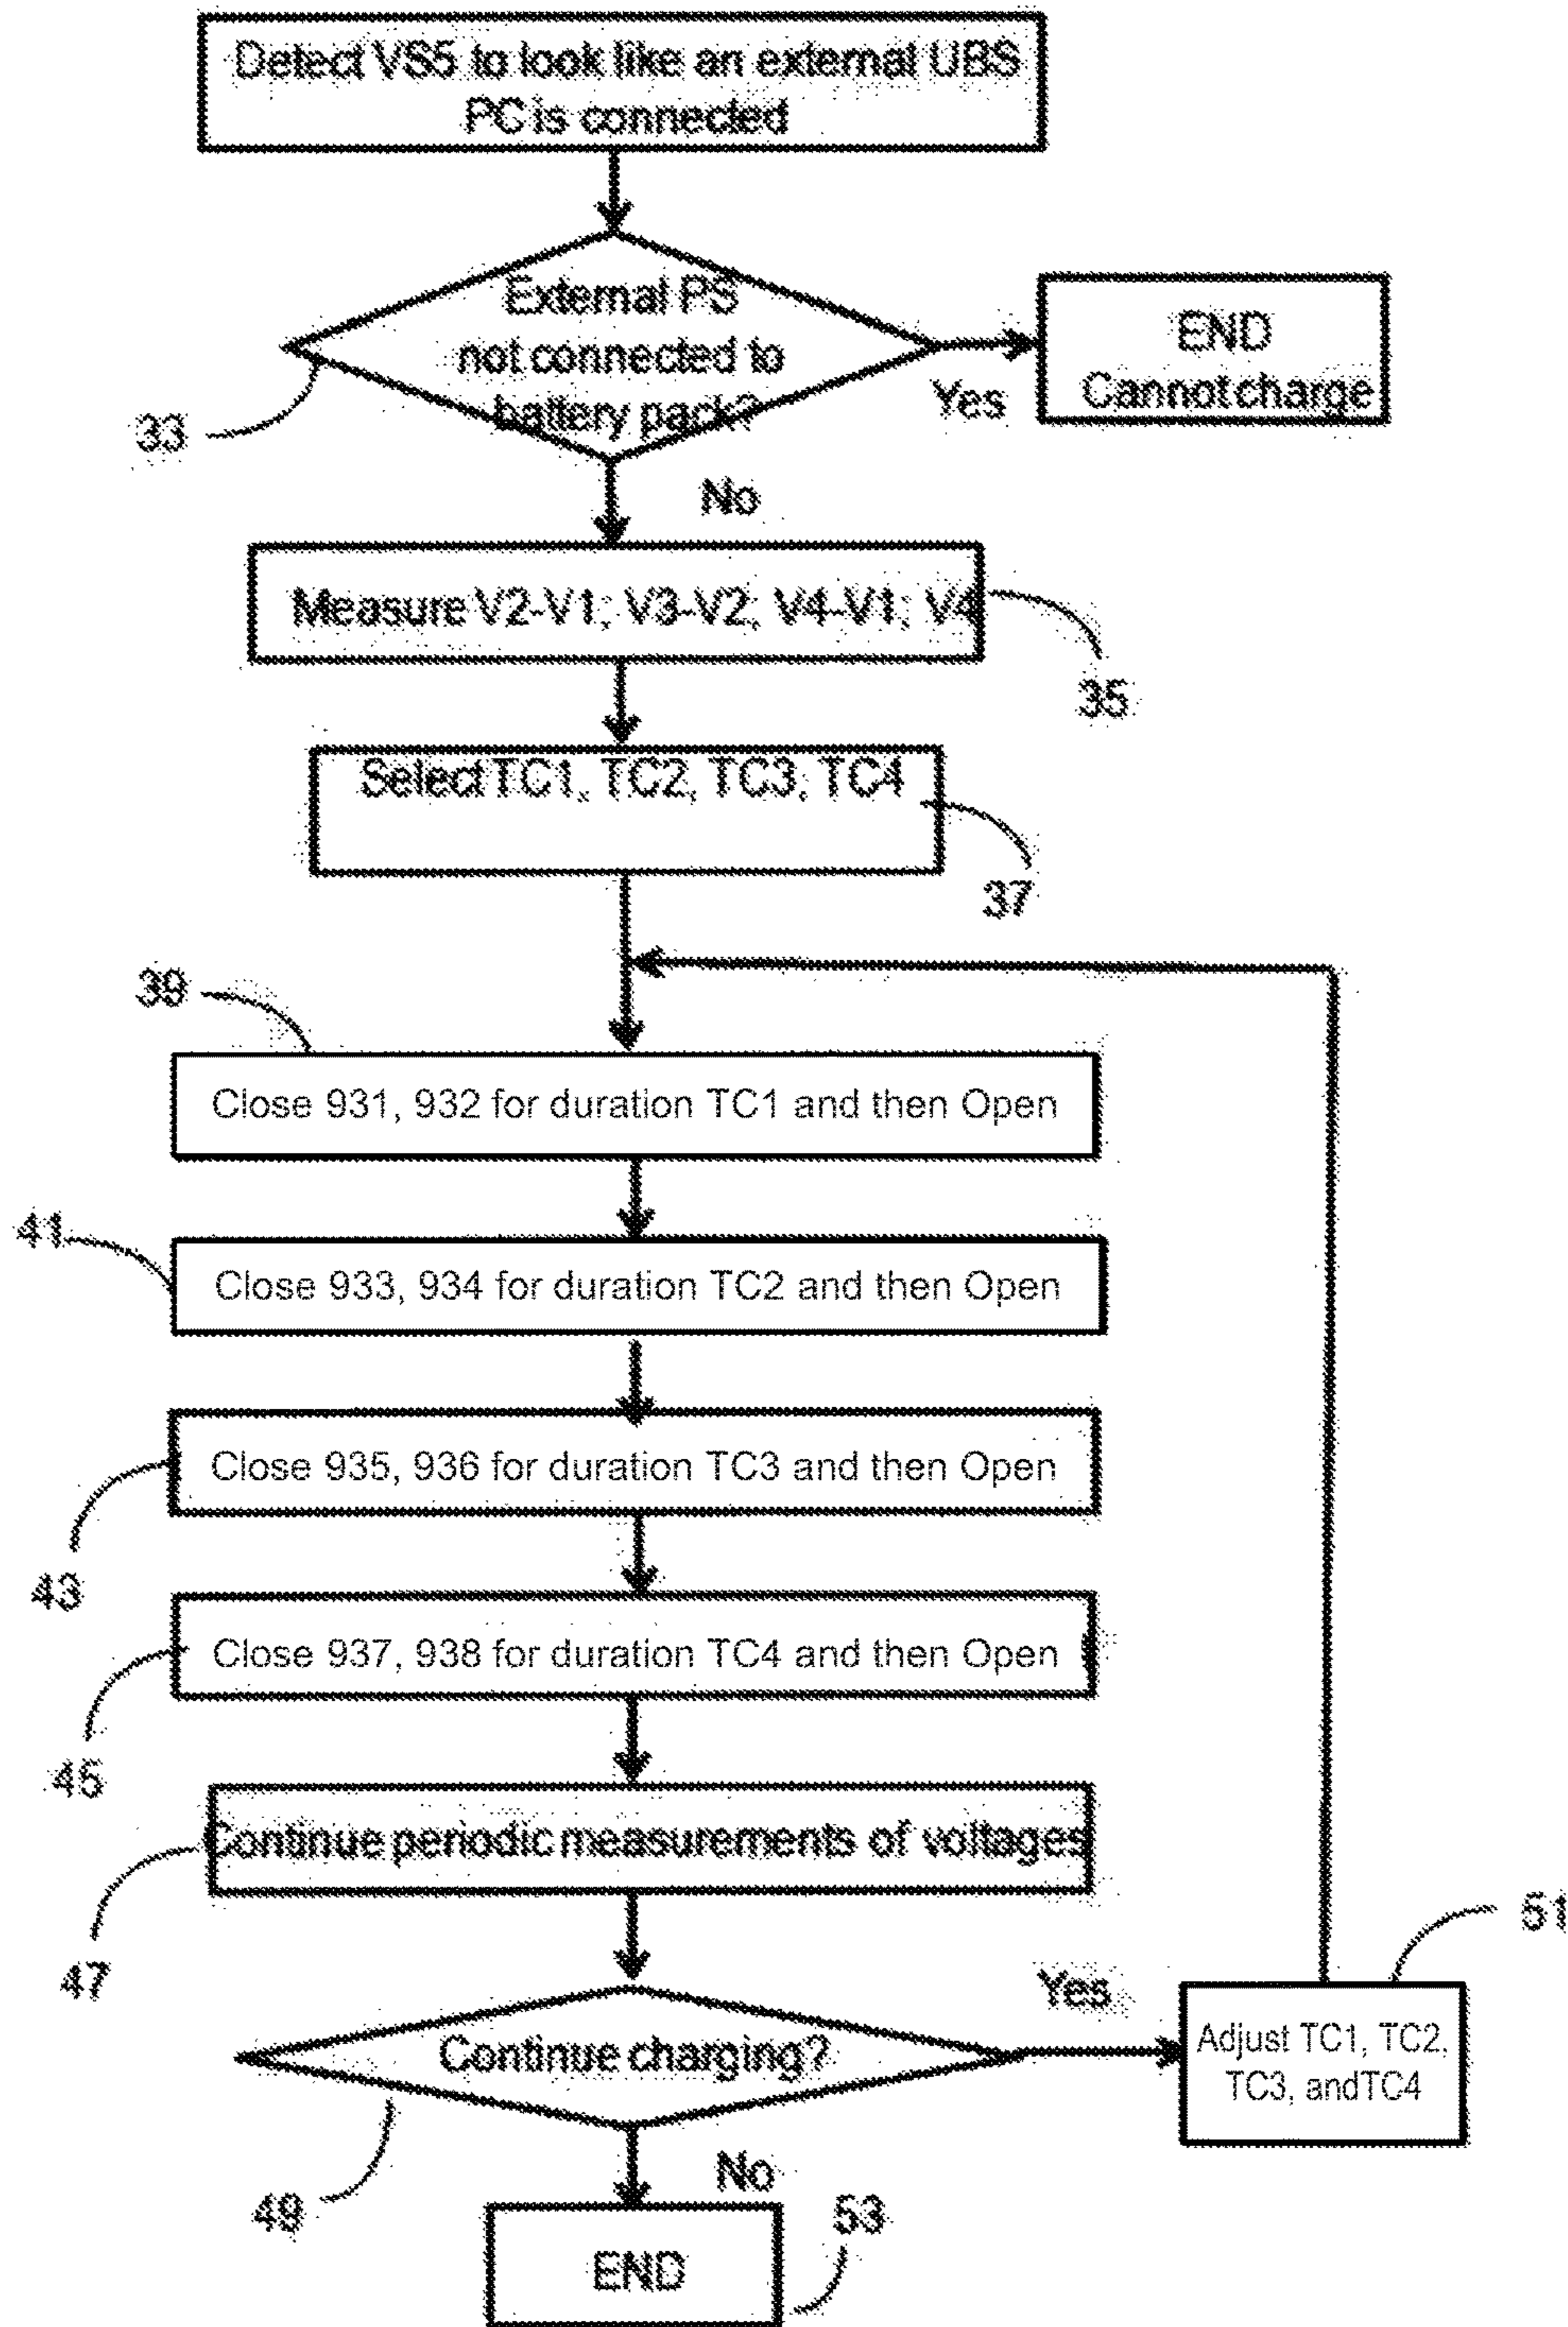 Detect VS5 to look like an external UBS
PC is connected
External PS
not connected to
battery pack?
33
Yes
END
Cannot charge
No
Measure V2-V1; V3-V2; V4-V1; V4
35
Select TC1, TC2, TC3, TC4
37
39
Close 931, 932 for duration TC1 and then Open
41
Close 933, 934 for duration TC2 and then Open
Close 935, 936 for duration TC3 and then Open
43
Close 937, 938 for duration TC4 and then Open
45
Continue periodic measurements of voltages
47
51
Yes
Continue charging?
Adjust TC1, TC2,
TC3, andTC4
49
No
53
END